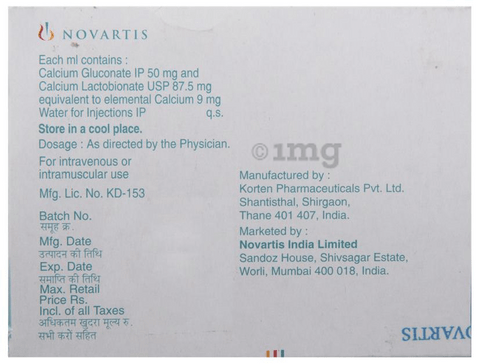 NOVARTIS
Each ml contains :
Calcium Gluconate IP 50 mg and
Calcium Lactobionate USP 87.5 mg
equivalent to elemental Calcium 9 mg
Water for Injections IP q.s.
Store in a cool place.
Dosage : As directed by the Physician.
For intravenous or
intramuscular use
Mfg. Lic. No. KD-153
Batch No.
समूह क्र.
Mfg. Date
उत्पादन की तिथि
Exp. Date
समाप्ति की तिथि
Max. Retail
Price Rs.
Incl. of all Taxes
अधिकतम खुदरा मूल्य रु.
सभी करों सहित
©1mg
Manufactured by :
Korten Pharmaceuticals Pvt. Ltd.
Shantisthal, Shirgaon,
Thane 401 407, India.
Marketed by :
Novartis India Limited
Sandoz House, Shivsagar Estate,
Worli, Mumbai 400 018, India.
NOVARTIS